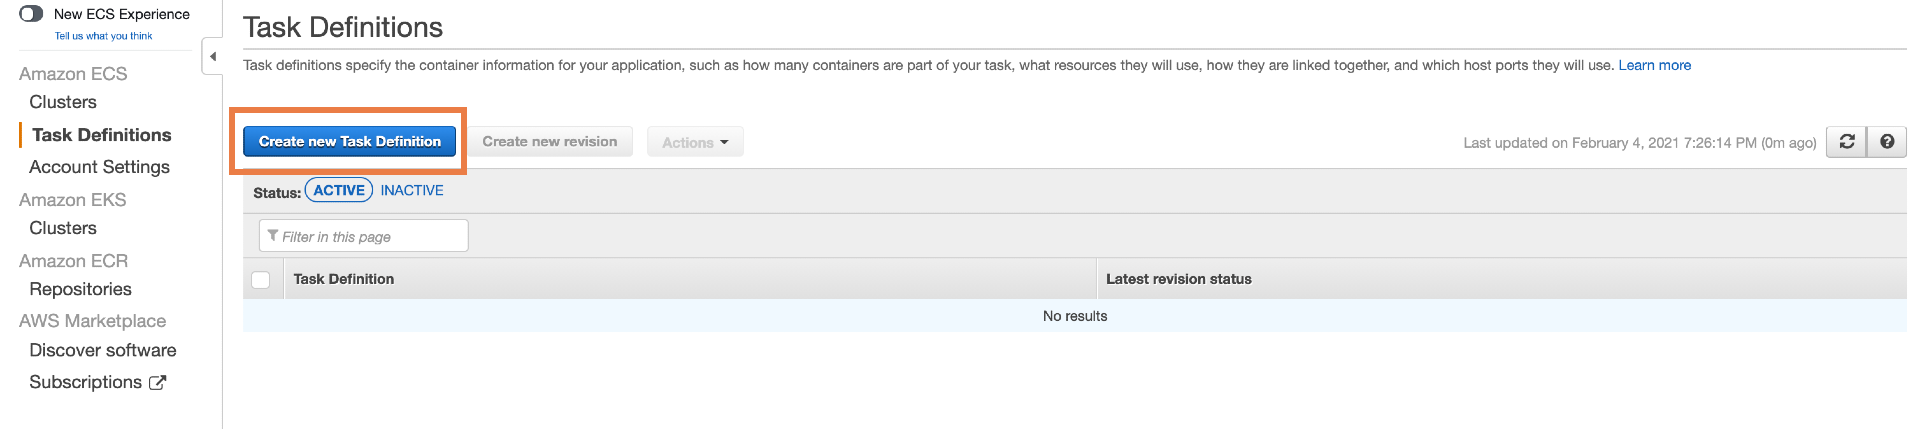 New ECS Experience
Tell us what you think
Amazon ECS
Clusters
Task Definitions
Account Settings
Amazon EKS
Clusters
Amazon ECR
Repositories
AWS Marketplace
Discover software
Subscriptions
Task Definitions
Task definitions specify the container information for your application, such as how many containers are part of your task, what resources they will use, how they are linked together, and which host ports they will use. Learn more
Create new Task Definition Create new revision Actions Last updated on February 4, 2021 7:26:14 PM (0m ago) ?
Status: ACTIVE INACTIVE
Filter in this page
Task Definition Latest revision status
No results